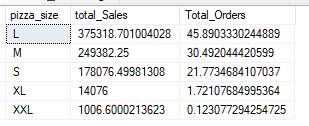 pizza_size total_Sales Total_Orders
L 375318.701004028 45.8903330244889
M 249382.25 30.492044420599
S 178076.49981308 21.7734684107037
XL 14076 1.72107684995364
XXL 1006.6000213623 0.123077294254725